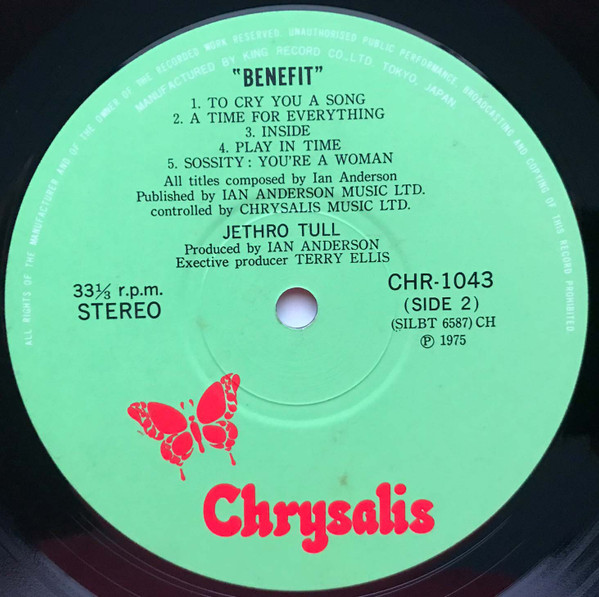 ALL RIGHTS OF THE MANUFACTURER AND OF THE OWNER OF THE RECORDED WORK RESERVED. UNAUTHORISED PUBLIC PERFORMANCE, BROADCASTING AND COPYING OF THIS RECORD PROHIBITED.
MANUFACTURED BY KING RECORD CO., LTD. TOKYO, JAPAN
"BENEFIT"
1. TO CRY YOU A SONG
2. A TIME FOR EVERYTHING
3. INSIDE
4. PLAY IN TIME
5. SOSSITY : YOU'RE A WOMAN
All titles composed by Ian Anderson
Published by IAN ANDERSON MUSIC LTD.
controlled by CHRYSALIS MUSIC LTD.
JETHRO TULL
Produced by IAN ANDERSON
Exective producer TERRY ELLIS
33⅓ r.p.m.
STEREO
CHR-1043
(SIDE 2)
(SILBT 6587) CH
℗ 1975
Chrysalis